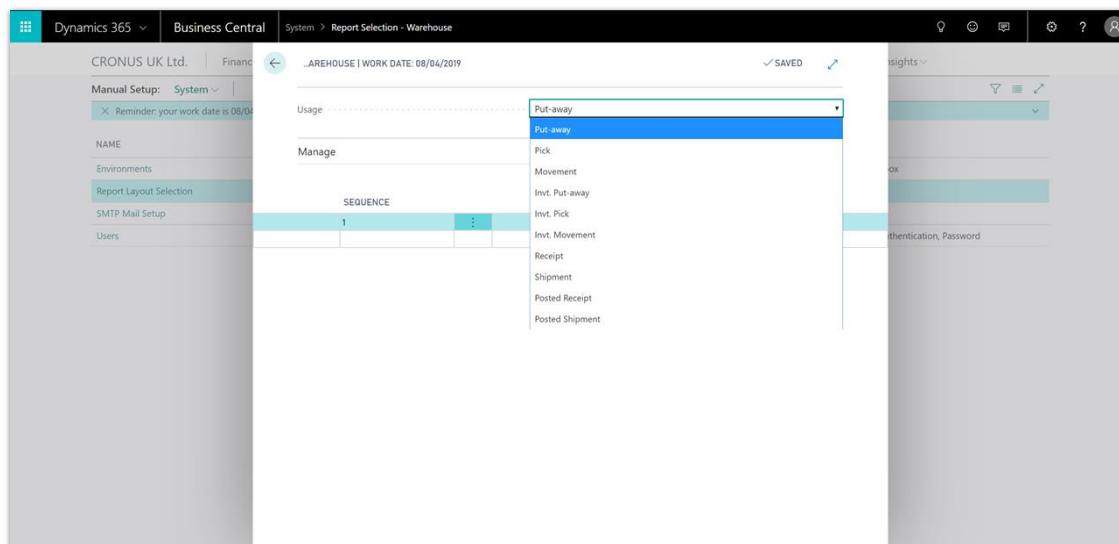 Dynamics 365 Business Central System > Report Selection - Warehouse ?
CRONUS UK Ltd. Financ
..AREHOUSE | WORK DATE: 08/04/2019 SAVED
Manual Setup: System
Reminder: your work date is 08/04
Usage Put-away
NAME
Put-away
Manage Pick
Environments Movement
Report Layout Selection Invt. Put-away
SEQUENCE
SMTP Mail Setup Invt. Pick
1
Users Invt. Movement thentication, Password
Receipt
Shipment
Posted Receipt
Posted Shipment